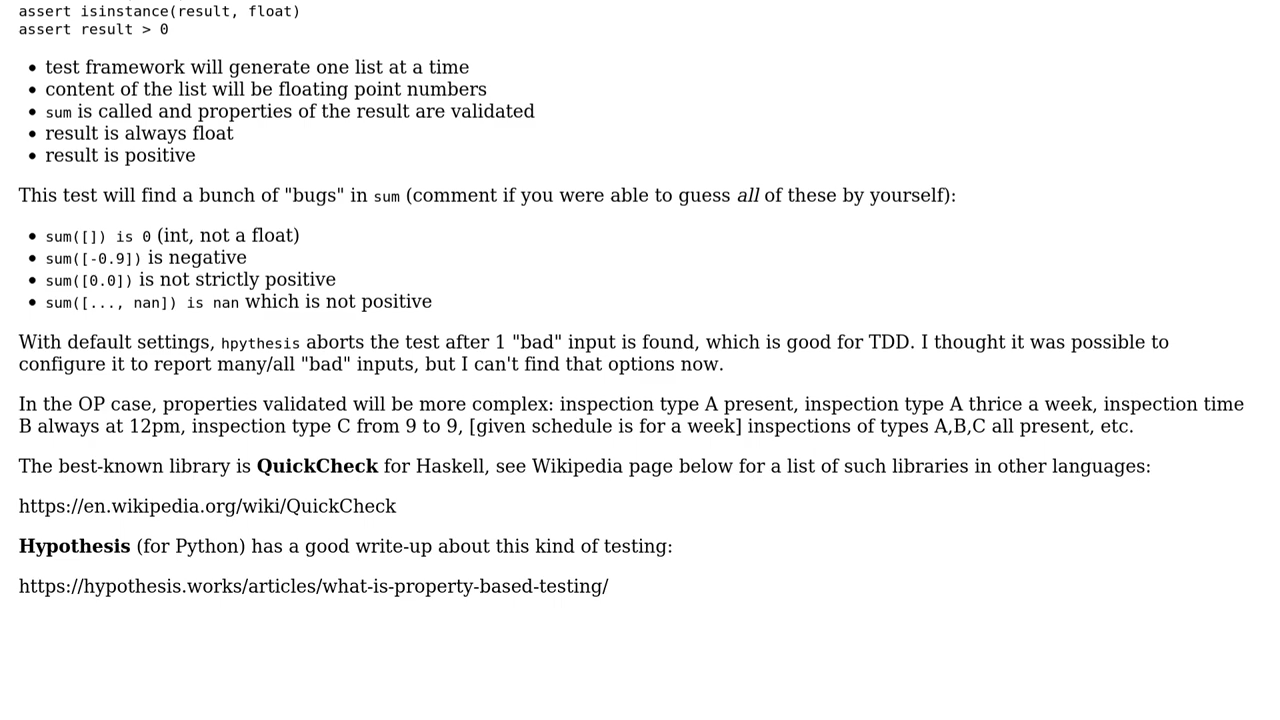 assert isinstance(result, float)
assert result > 0
• test framework will generate one list at a time
• content of the list will be floating point numbers
• sum is called and properties of the result are validated
• result is always float
• result is positive
This test will find a bunch of "bugs" in sum (comment if you were able to guess all of these by yourself):
• sum([]) is 0 (int, not a float)
• sum([-0.9]) is negative
• sum([0.0]) is not strictly positive
• sum([..., nan]) is nan which is not positive
With default settings, hpythesis aborts the test after 1 "bad" input is found, which is good for TDD. I thought it was possible to
configure it to report many/all "bad" inputs, but I can't find that options now.
In the OP case, properties validated will be more complex: inspection type A present, inspection type A thrice a week, inspection time
B always at 12pm, inspection type C from 9 to 9, [given schedule is for a week] inspections of types A,B,C all present, etc.
The best-known library is QuickCheck for Haskell, see Wikipedia page below for a list of such libraries in other languages:
https://en.wikipedia.org/wiki/QuickCheck
Hypothesis (for Python) has a good write-up about this kind of testing:
https://hypothesis.works/articles/what-is-property-based-testing/